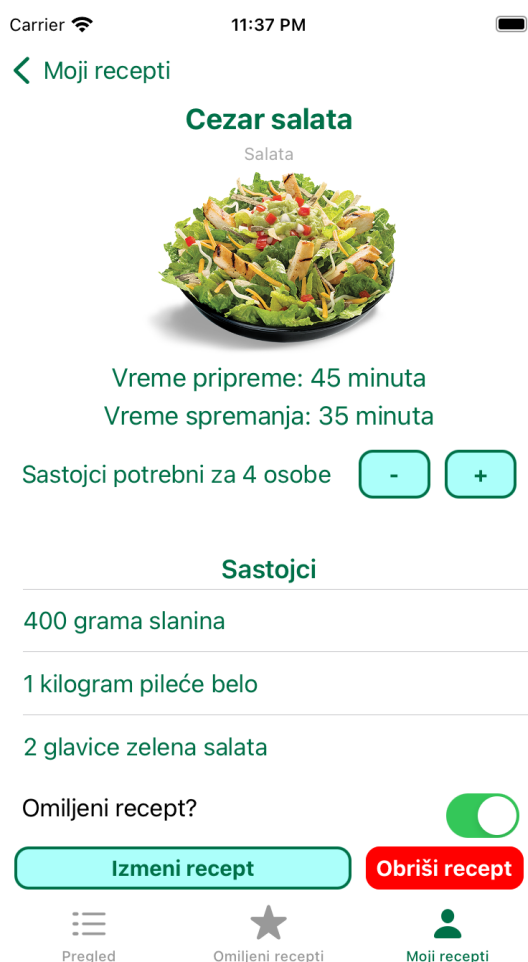 Carrier 11:37 PM
Moji recepti
Cezar salata
Salata
Vreme pripreme: 45 minuta
Vreme spremanja: 35 minuta
Sastojci potrebni za 4 osobe - +
Sastojci
400 grama slanina
1 kilogram pileće belo
2 glavice zelena salata
Omiljeni recept?
Izmeni recept Obriši recept
Pregled Omiljeni recepti Moji recepti